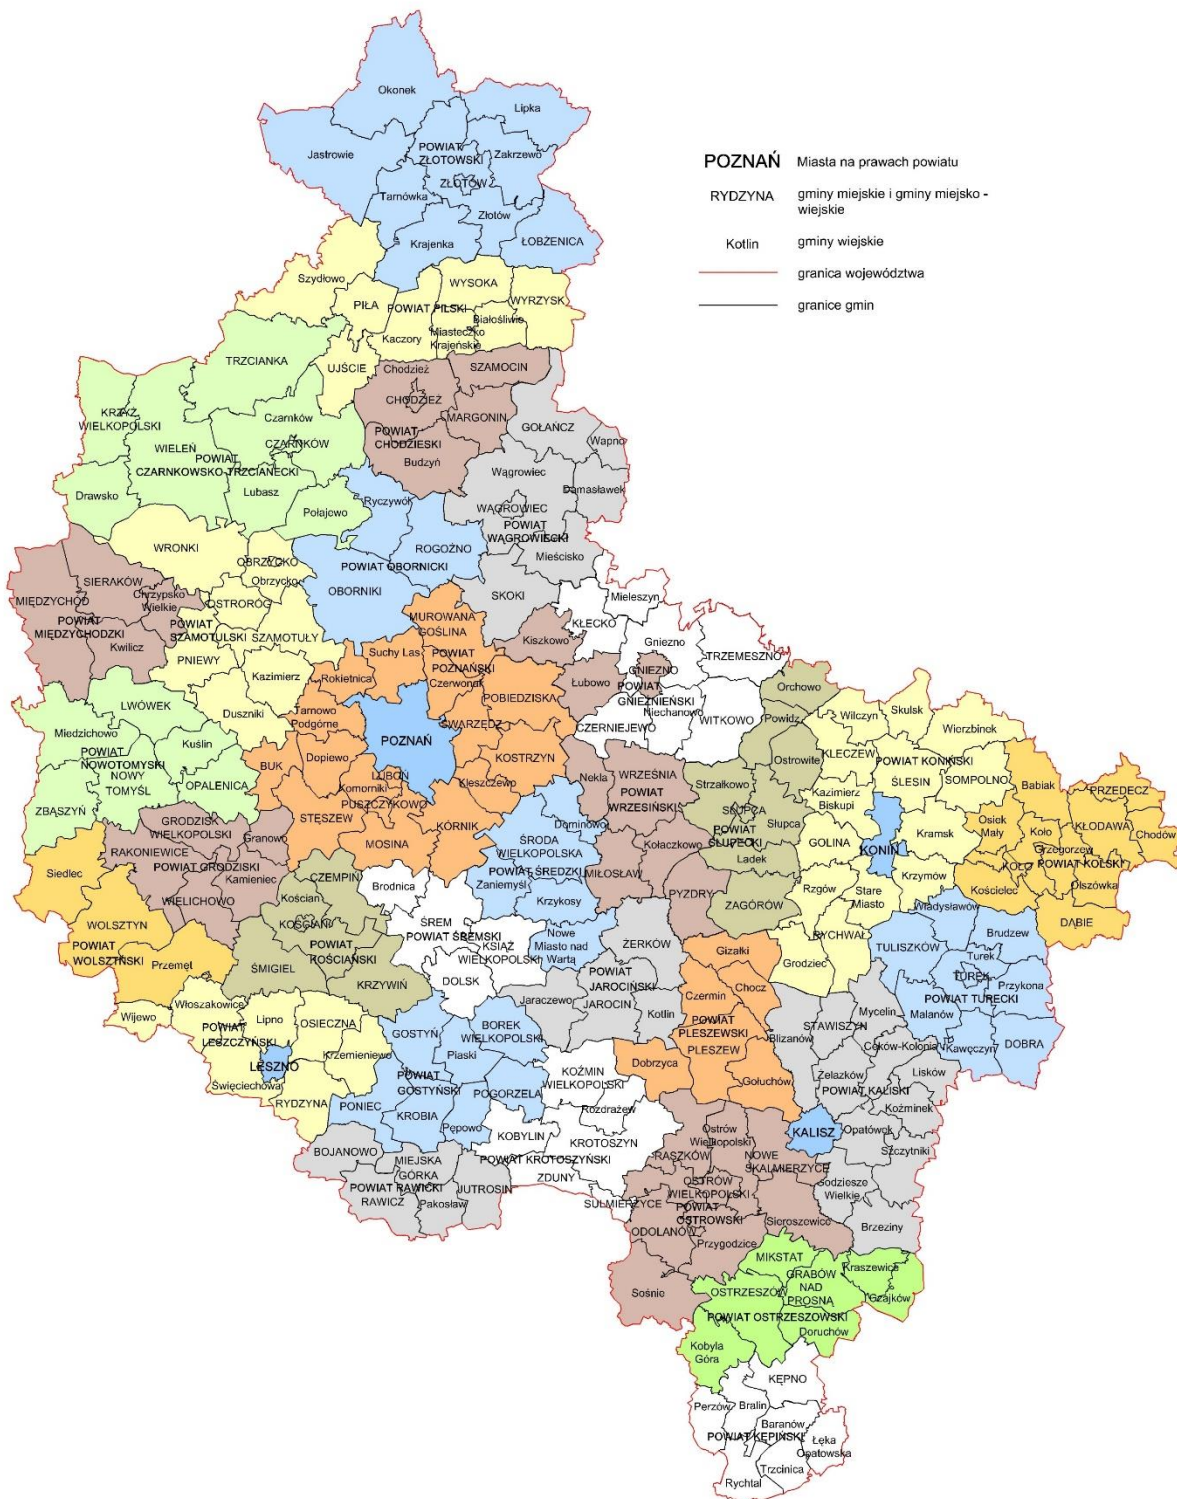 POZNAŃ Miasta na prawach powiatu
RYDZYNA gminy miejskie i gminy miejsko -
wiejskie
Kotlin gminy wiejskie
granica województwa
granice gmin
Okonek
Lipka
Jastrowie
POWIAT
ZŁOTOWSKI
Zakrzewo
ZŁOTÓW
Tarnówka
Złotów
Krajenka
ŁOBŻENICA
Szydłowo
PIŁA
POWIAT PILSKI
WYSOKA
WYRZYSK
Białośliwie
Kaczory
Miasteczko
Krajeńskie
UJŚCIE
TRZCIANKA
KRZYŻ
WIELKOPOLSKI
WIELEŃ
Czarnków
CZARNKÓW
POWIAT
CZARNKOWSKO-TRZCIANECKI
Drawsko
Lubasz
Połajewo
Chodzież
SZAMOCIN
CHODZIEŻ
MARGONIN
POWIAT
CHODZIESKI
Budzyń
GOŁAŃCZ
Wapno
Wągrowiec
Damasławek
WĄGROWIEC
POWIAT
WĄGROWIECKI
Mieścisko
SKOKI
Ryczywół
ROGOŹNO
POWIAT OBORNICKI
OBORNIKI
WRONKI
OBRZYCKO
Obrzycko
OSTRORÓG
POWIAT
SZAMOTULSKI
SZAMOTUŁY
PNIEWY
Kazimierz
Duszniki
SIERAKÓW
MIĘDZYCHÓD
Chrzypsko
Wielkie
POWIAT
MIĘDZYCHODZKI
Kwilicz
MUROWANA
GOŚLINA
Suchy Las
POWIAT
POZNAŃSKI
Czerwonak
Rokietnica
POBIEDZISKA
Tarnowo
Podgórne
SWARZĘDZ
POZNAŃ
BUK
Dopiewo
KOSTRZYN
LUBOŃ
Komorniki
Kleszczewo
PUSZCZYKOWO
STĘSZEW
KÓRNIK
MOSINA
Mieleszyn
KŁECKO
Kiszkowo
Gniezno
TRZEMESZNO
Łubowo
GNIEZNO
POWIAT
GNIEŹNIEŃSKI
Niechanowo
CZERNIEJEWO
WITKOWO
LWÓWEK
Miedzichowo
Kuślin
POWIAT
NOWOTOMYSKI
NOWY
TOMYŚL
OPALENICA
ZBĄSZYŃ
GRODZISK
WIELKOPOLSKI
Granowo
RAKONIEWICE
POWIAT GRODZISKI
Kamieniec
WIELICHOWO
Siedlec
WOLSZTYN
POWIAT
WOLSZTYŃSKI
Przemęt
CZEMPIŃ
Kościan
KOŚCIAN
POWIAT
KOŚCIAŃSKI
ŚMIGIEL
KRZYWIŃ
Brodnica
ŚREM
POWIAT ŚREMSKI
KSIĄŻ
WIELKOPOLSKI
DOLSK
Dominowo
ŚRODA
WIELKOPOLSKA
POWIAT ŚREDZKI
Zaniemyśl
Krzykosy
Nowe
Miasto nad
Wartą
Nekla
WRZEŚNIA
POWIAT
WRZESIŃSKI
Kołaczkowo
MIŁOSŁAW
PYZDRY
Orchowo
Powidz
Ostrowite
Strzałkowo
SŁUPCA
Słupca
POWIAT
SŁUPECKI
Ladek
ZAGÓRÓW
Wilczyn
Skulsk
Wierzbinek
KLECZEW
POWIAT KONIŃSKI
ŚLESIN
SOMPOLNO
Kazimierz
Biskupi
GOLINA
KONIN
Kramsk
Rzgów
Stare
Miasto
Krzymów
RYCHWAŁ
Grodziec
Babiak
PRZEDECZ
Osiek
Mały
Koło
KŁODAWA
Chodów
Grzegorzew
KOŁO
POWIAT KOLSKI
Kościelec
Olszówka
DĄBIE
Władysławów
Brudzew
TULISZKÓW
Turek
TUREK
Przykona
POWIAT TURECKI
Malanów
Kawęczyn
DOBRA
ŻERKÓW
POWIAT
JAROCIŃSKI
Jaraczewo
JAROCIN
Kotlin
Gizałki
Chocz
Czermin
POWIAT
PLESZEWSKI
PLESZEW
Dobrzyca
Gołuchów
Mycelin
STAWISZYN
Blizanów
Ceków-Kolonia
Żelazków
Lisków
POWIAT KALISKI
Koźminek
KALISZ
Opatówek
Szczytniki
Godziesze
Wielkie
Brzeziny
Włoszakowice
Wijewo
Lipno
OSIECZNA
POWIAT
LESZCZYŃSKI
Krzemieniewo
LESZNO
Święciechowa
RYDZYNA
GOSTYŃ
BOREK
WIELKOPOLSKI
Piaski
POWIAT
GOSTYŃSKI
POGORZELA
PONIEC
KROBIA
Pępowo
BOJANOWO
MIEJSKA
GÓRKA
POWIAT RAWICKI
JUTROSIN
RAWICZ
Pakosław
KOŹMIN
WIELKOPOLSKI
Rozdrażew
KOBYLIN
KROTOSZYN
POWIAT KROTOSZYŃSKI
ZDUNY
SULMIERZYCE
Ostrów
Wielkopolski
RASZKÓW
NOWE
SKALMIERZYCE
OSTRÓW
WIELKOPOLSKI
POWIAT
OSTROWSKI
ODOLANÓW
Sieroszewice
Przygodzice
Sośnie
MIKSTAT
Kraszewice
GRABÓW
NAD
PROSNĄ
OSTRZESZÓW
Czajków
POWIAT OSTRZESZOWSKI
Doruchów
Kobyla
Góra
KĘPNO
Perzów
Bralin
Baranów
POWIAT KĘPIŃSKI
Łęka
Opatowska
Trzcinica
Rychtal